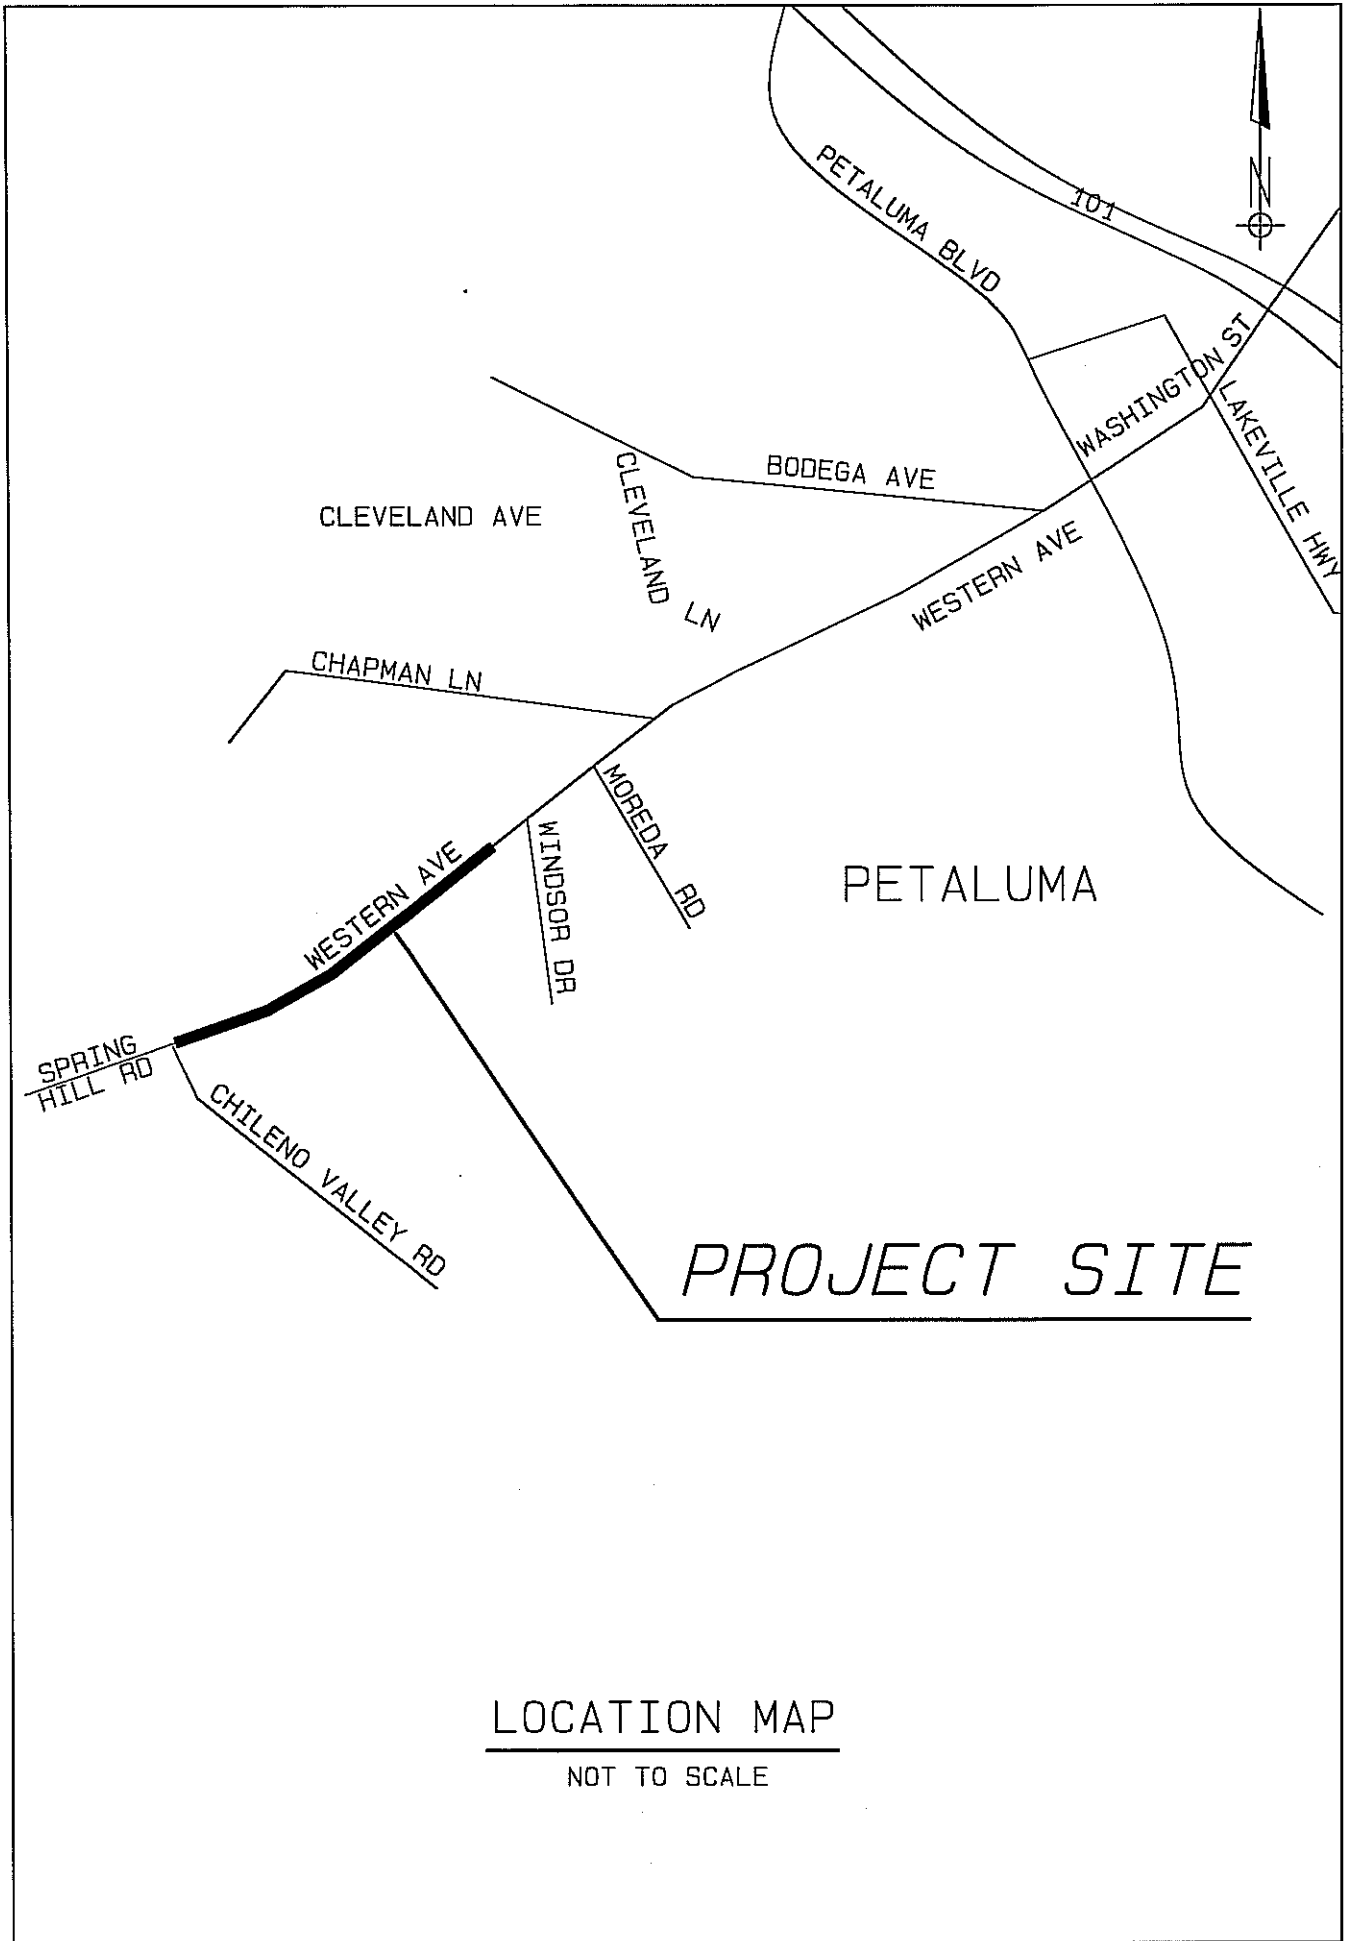 PETALUMA BLVD
101
N
WASHINGTON ST
LAKEVILLE HWY
BODEGA AVE
CLEVELAND AVE
CLEVELAND LN
WESTERN AVE
CHAPMAN LN
MOREDA RD
WINDSOR DR
WESTERN AVE
PETALUMA
SPRING
HILL RD
CHILENO VALLEY RD
PROJECT SITE
LOCATION MAP
NOT TO SCALE